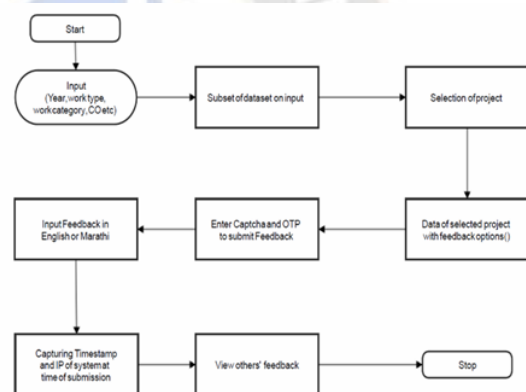 Start
Input
(Year, work type,
work category, CO etc)
Subset of dataset on input
Selection of project
Data of selected project
with feedback options()
Enter Captcha and OTP
to submit Feedback
Input Feedback in
English or Marathi
Capturing Timestamp
and IP of system at
time of submission
View others' feedback
Stop